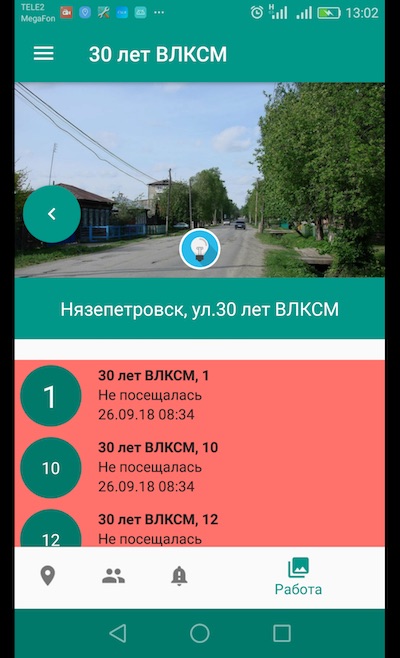 TELE2
MegaFon
H
13:02
30 лет ВЛКСМ
Нязепетровск, ул.30 лет ВЛКСМ
1
30 лет ВЛКСМ, 1
Не посещалась
26.09.18 08:34
10
30 лет ВЛКСМ, 10
Не посещалась
26.09.18 08:34
12
30 лет ВЛКСМ, 12
Не посещалась
Работа